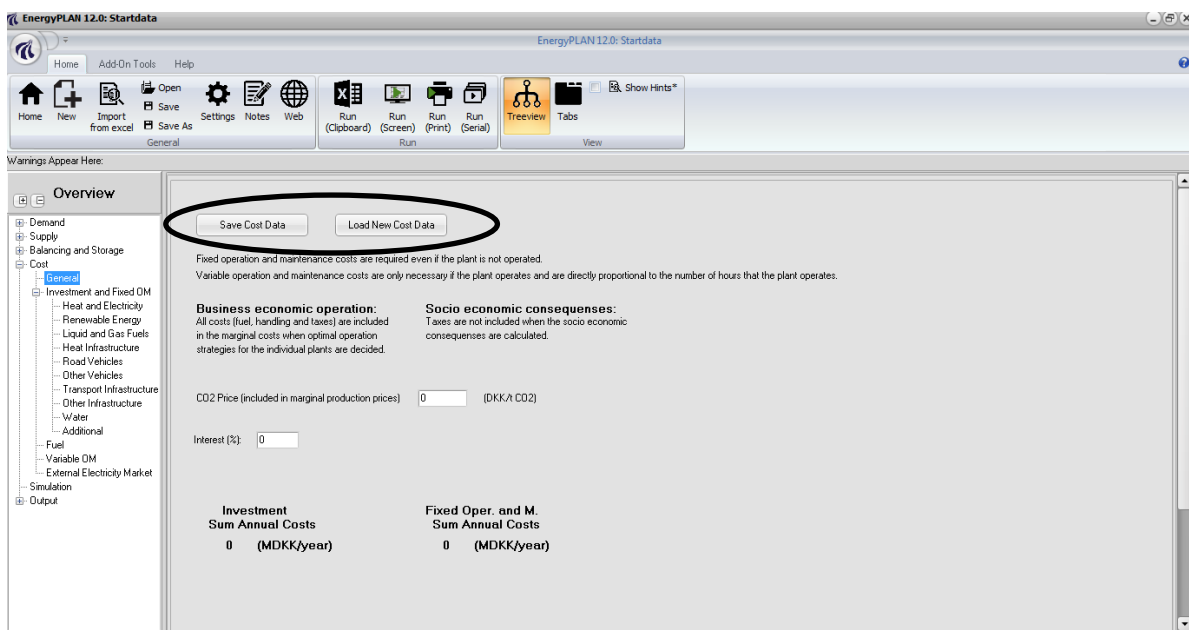 EnergyPLAN 12.0: Startdata
EnergyPLAN 12.0: Startdata
Home Add-On Tools Help
Home New Import from excel Open Save Save As Settings Notes Web Run (Clipboard) Run (Screen) Run (Print) Run (Serial) Treeview Tabs Show Hints*
General Run View
Warnings Appear Here:
Overview
Demand
Supply
Balancing and Storage
Cost
General
Investment and Fixed OM
Heat and Electricity
Renewable Energy
Liquid and Gas Fuels
Heat Infrastructure
Road Vehicles
Other Vehicles
Transport Infrastructure
Other Infrastructure
Water
Additional
Fuel
Variable OM
External Electricity Market
Simulation
Output
Save Cost Data Load New Cost Data
Fixed operation and maintenance costs are required even if the plant is not operated.
Variable operation and maintenance costs are only necessary if the plant operates and are directly proportional to the number of hours that the plant operates.
Business economic operation:
All costs (fuel, handling and taxes) are included
in the marginal costs when optimal operation
strategies for the individual plants are decided.
Socio economic consequences:
Taxes are not included when the socio economic
consequences are calculated.
CO2 Price (included in marginal production prices) 0 (DKK/t CO2)
Interest (%): 0
Investment
Sum Annual Costs
0 (MDKK/year)
Fixed Oper. and M.
Sum Annual Costs
0 (MDKK/year)